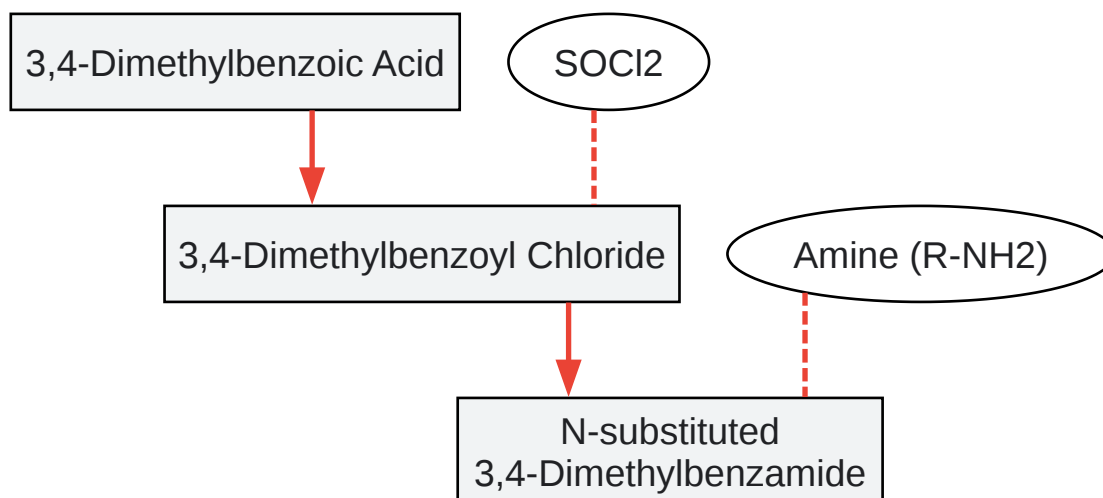 3,4-Dimethylbenzoic Acid
SOCl2
3,4-Dimethylbenzoyl Chloride
Amine (R-NH2)
N-substituted
3,4-Dimethylbenzamide